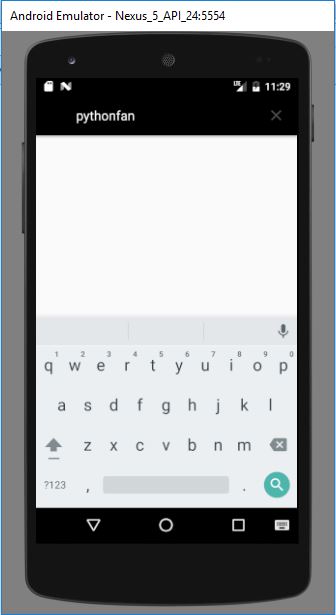 Android Emulator - Nexus_5_API_24:5554
LTE 11:29
pythonfan
1 2 3 4 5 6 7 8 9 0
q w e r t y u i o p
a s d f g h j k l
z x c v b n m
?123 , .